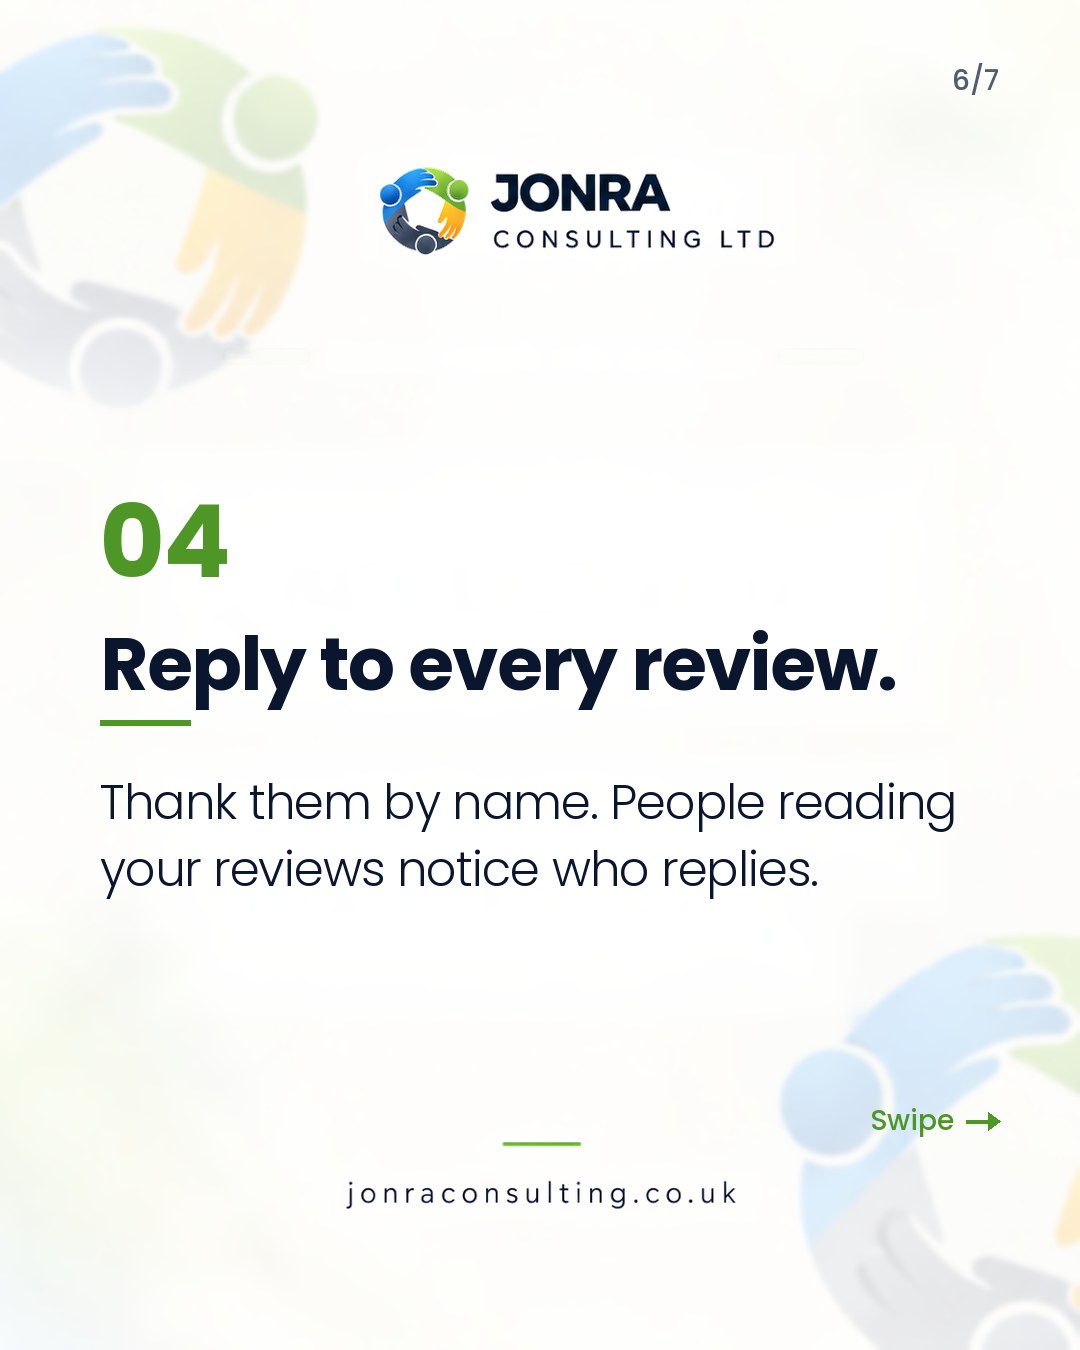 6/7
JONRA
CONSULTING LTD
04
Reply to every review.
Thank them by name. People reading
your reviews notice who replies.
Swipe →
jonraconsulting.co.uk